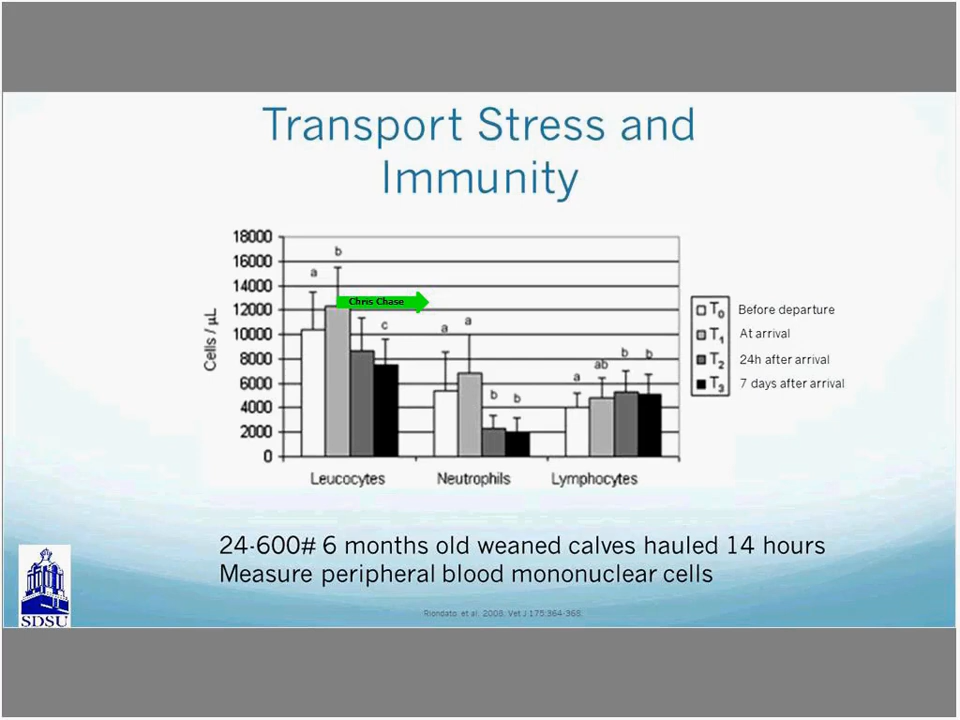 Transport Stress and
Immunity
18000
16000
14000
12000
10000
8000
6000
4000
2000
0
Cells / µL
a
b
c
a
a
b
b
a
ab
b
b
Chris Chase
Leucocytes
Neutrophils
Lymphocytes
T0 Before departure
T1 At arrival
T2 24h after arrival
T3 7 days after arrival
24-600# 6 months old weaned calves hauled 14 hours
Measure peripheral blood mononuclear cells
Riondato et al. 2008. Vet J 175:364-368.
SDSU